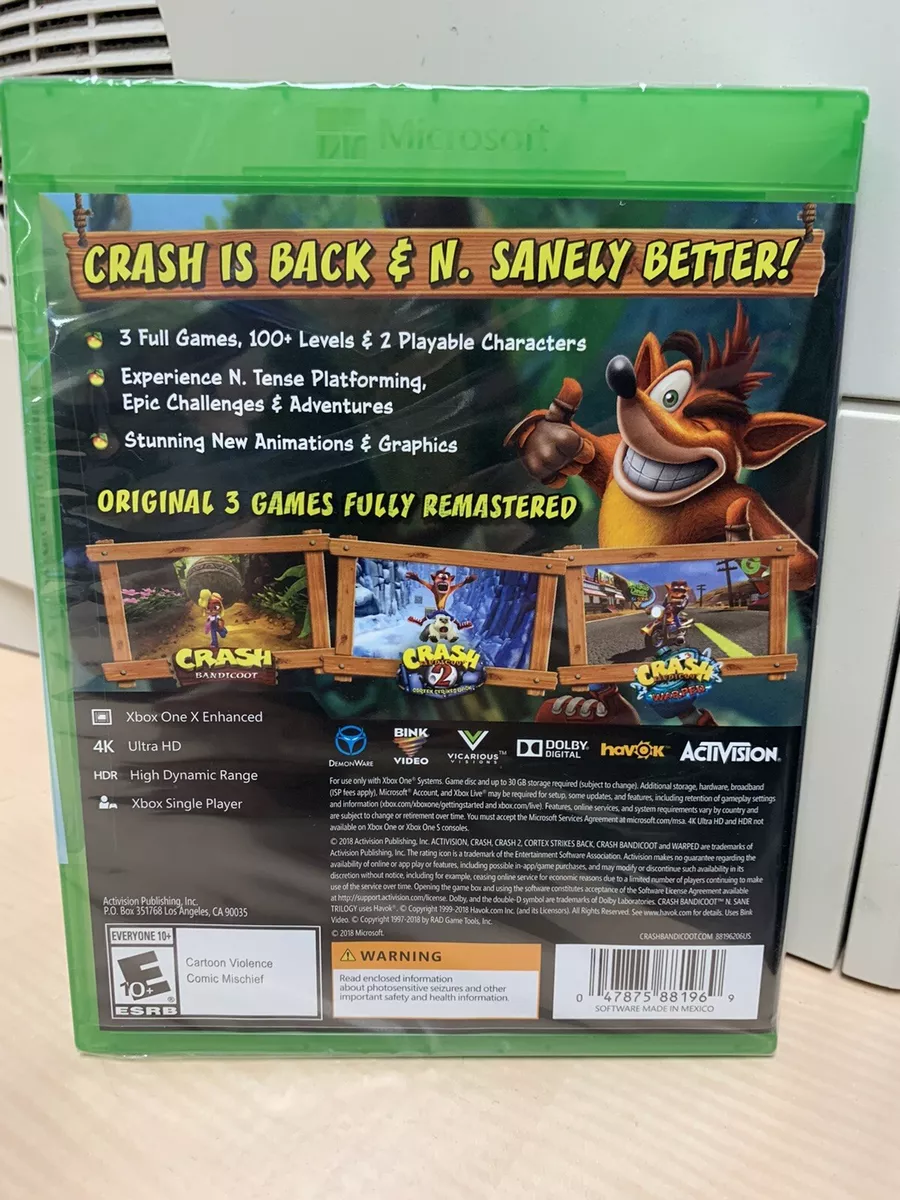 Microsoft
CRASH IS BACK & N. SANELY BETTER!
3 Full Games, 100+ Levels & 2 Playable Characters
Experience N. Tense Platforming,
Epic Challenges & Adventures
Stunning New Animations & Graphics
ORIGINAL 3 GAMES FULLY REMASTERED
CRASH
BANDICOOT
CRASH
BANDICOOT
2
CORTEX STRIKES BACK
CRASH
BANDICOOT
WARPED
Xbox One X Enhanced
4K Ultra HD
HDR High Dynamic Range
Xbox Single Player
DEMONWARE
BINK
VIDEO
VICARIOUS™
VISIONS
DOLBY
DIGITAL
havok
ACTIVISION.
For use only with Xbox One® Systems. Game disc and up to 30 GB storage required (subject to change). Additional storage, hardware, broadband
(ISP fees apply), Microsoft® Account, and Xbox Live® may be required for setup, some updates, and features, including retention of gameplay settings
and information (xbox.com/xboxone/gettingstarted and xbox.com/live). Features, online services, and system requirements vary by country and
are subject to change or retirement over time. You must accept the Microsoft Services Agreement at microsoft.com/msa. 4K Ultra HD and HDR not
available on Xbox One or Xbox One S consoles.
© 2018 Activision Publishing, Inc. ACTIVISION, CRASH, CRASH 2, CORTEX STRIKES BACK, CRASH BANDICOOT and WARPED are trademarks of
Activision Publishing, Inc. The rating icon is a trademark of the Entertainment Software Association. Activision makes no guarantee regarding the
availability of online or app play or features, including possible in-app/game purchases, and may modify or discontinue such availability in its
discretion without notice, including for example, ceasing online service for economic reasons due to a limited number of players continuing to make
use of the service over time. Opening the game box and using the software constitutes acceptance of the Software License Agreement available
at http://support.activision.com/license. Dolby, and the double-D symbol are trademarks of Dolby Laboratories. CRASH BANDICOOT™ N. SANE
TRILOGY uses Havok®. © Copyright 1999-2018 Havok.com Inc. (and its Licensors). All Rights Reserved. See www.havok.com for details. Uses Bink
Video. © Copyright 1997-2018 by RAD Game Tools, Inc.
© 2018 Microsoft.
CRASHBANDICOOT.COM 88196206US
Activision Publishing, Inc.
P.O. Box 351768 Los Angeles, CA 90035
EVERYONE 10+
E
10+
®
ESRB
Cartoon Violence
Comic Mischief
WARNING
Read enclosed information
about photosensitive seizures and other
important safety and health information.
0 47875 88196 9
SOFTWARE MADE IN MEXICO